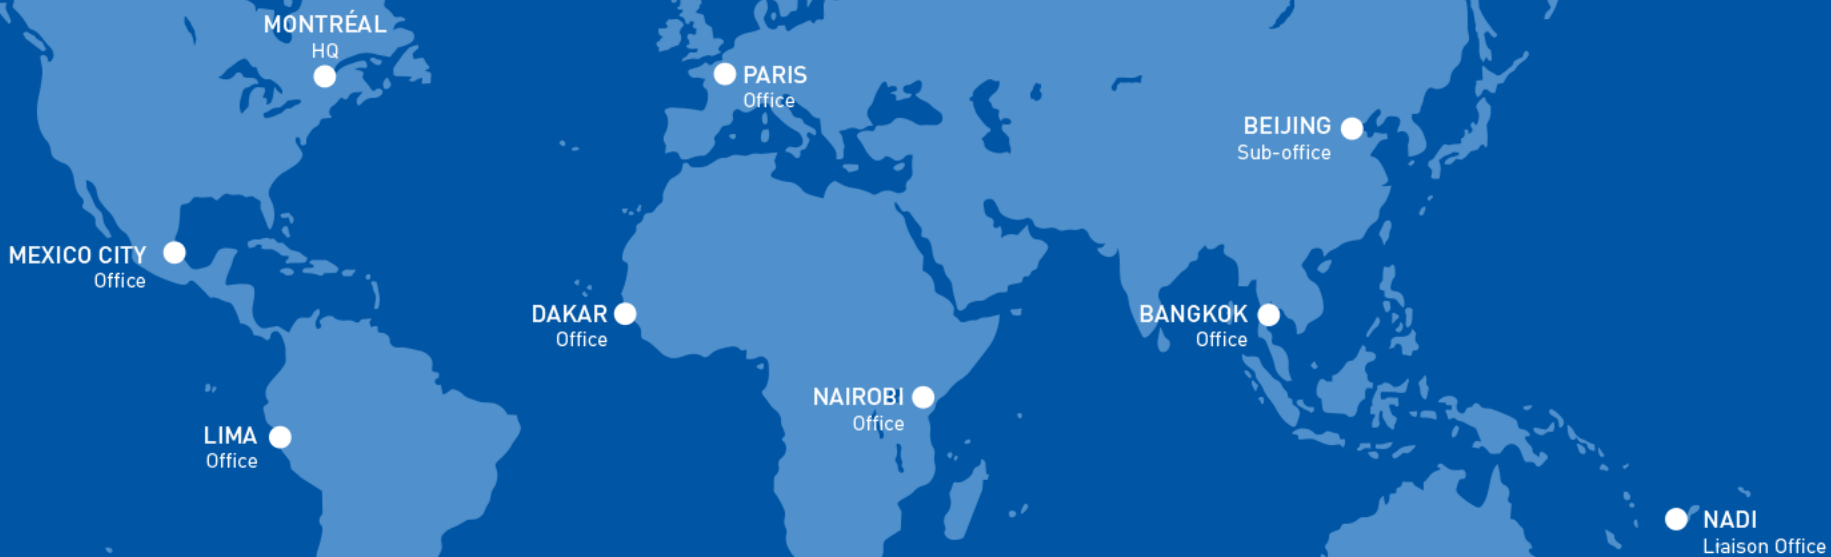 MONTRÉAL
HQ
PARIS
Office
BEIJING
Sub-office
MEXICO CITY
Office
DAKAR
Office
BANGKOK
Office
NAIROBI
Office
LIMA
Office
NADI
Liaison Office